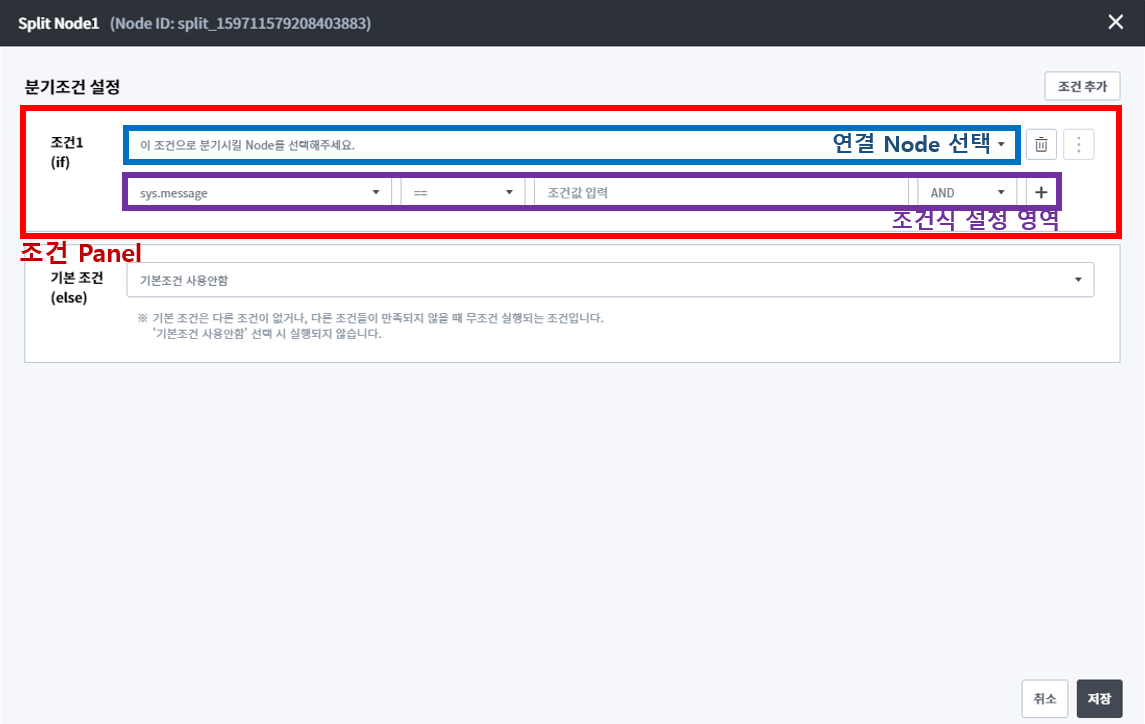 Split Node1 (Node ID: split_159711579208403883)
분기조건 설정
조건 추가
조건1
(if)
이 조건으로 분기시킬 Node를 선택해주세요.
연결 Node 선택
sys.message
==
조건값 입력
AND
조건식 설정 영역
조건 Panel
기본 조건
(else)
기본조건 사용안함
※ 기본 조건은 다른 조건이 없거나, 다른 조건들이 만족되지 않을 때 무조건 실행되는 조건입니다.
'기본조건 사용안함' 선택 시 실행되지 않습니다.
취소
저장